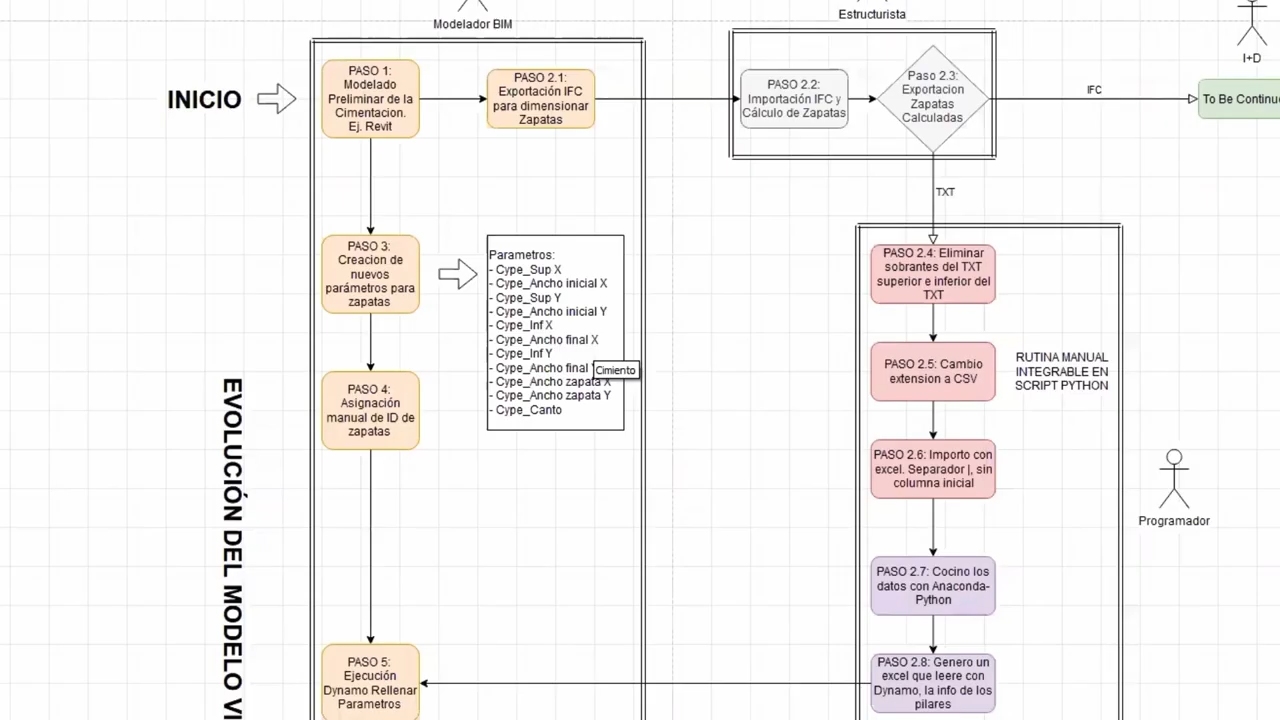 Modelador BIM
Estructurista
I+D
INICIO
PASO 1:
Modelado
Preliminar de la
Cimentacion.
Ej. Revit
PASO 2.1:
Exportación IFC
para dimensionar
Zapatas
PASO 2.2:
Importación IFC y
Cálculo de Zapatas
Paso 2.3:
Exportacion
Zapatas
Calculadas
IFC
To Be Continue
TXT
PASO 3:
Creacion de
nuevos
parámetros para
zapatas
Parametros:
- Cype_Sup X
- Cype_Ancho inicial X
- Cype_Sup Y
- Cype_Ancho inicial Y
- Cype_Inf X
- Cype_Ancho final X
- Cype_Inf Y
- Cype_Ancho final
- Cype_Ancho zapata X
- Cype_Ancho zapata Y
- Cype_Canto
Cimiento
PASO 2.4: Eliminar
sobrantes del TXT
superior e inferior del
TXT
PASO 2.5: Cambio
extension a CSV
RUTINA MANUAL
INTEGRABLE EN
SCRIPT PYTHON
PASO 4:
Asignación
manual de ID de
zapatas
PASO 2.6: Importo con
excel. Separador |, sin
columna inicial
Programador
PASO 2.7: Cocino los
datos con Anaconda-
Python
PASO 5:
Ejecución
Dynamo Rellenar
Parametros
PASO 2.8: Genero un
excel que leere con
Dynamo, la info de los
pilares
EVOLUCIÓN DEL MODELO VI